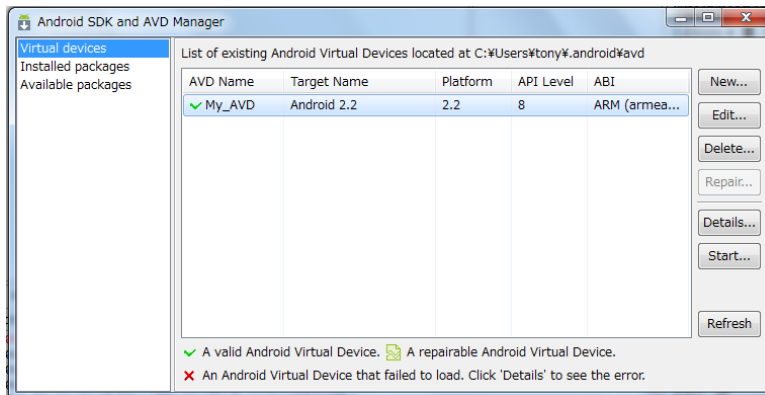 Android SDK and AVD Manager
Virtual devices
Installed packages
Available packages
List of existing Android Virtual Devices located at C:¥Users¥tony¥.android¥avd
AVD Name Target Name Platform API Level ABI
My_AVD Android 2.2 2.2 8 ARM (armea...
New...
Edit...
Delete...
Repair...
Details...
Start...
Refresh
A valid Android Virtual Device. A repairable Android Virtual Device.
An Android Virtual Device that failed to load. Click 'Details' to see the error.